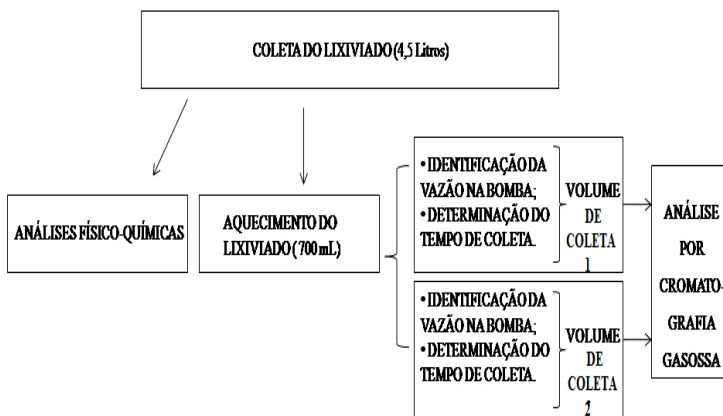 COLETA DO LIXIVIADO (4,5 Litros)
ANÁLISES FÍSICO-QUÍMICAS
AQUECIMENTO DO
LIXIVIADO ( 700 mL)
• IDENTIFICAÇÃO DA
VAZÃO NA BOMBA;
• DETERMINAÇÃO DO
TEMPO DE COLETA.
VOLUME
DE
COLETA
1
• IDENTIFICAÇÃO DA
VAZÃO NA BOMBA;
• DETERMINAÇÃO DO
TEMPO DE COLETA.
VOLUME
DE
COLETA
2
ANÁLISE
POR
CROMATO-
GRAFIA
GASOSSA